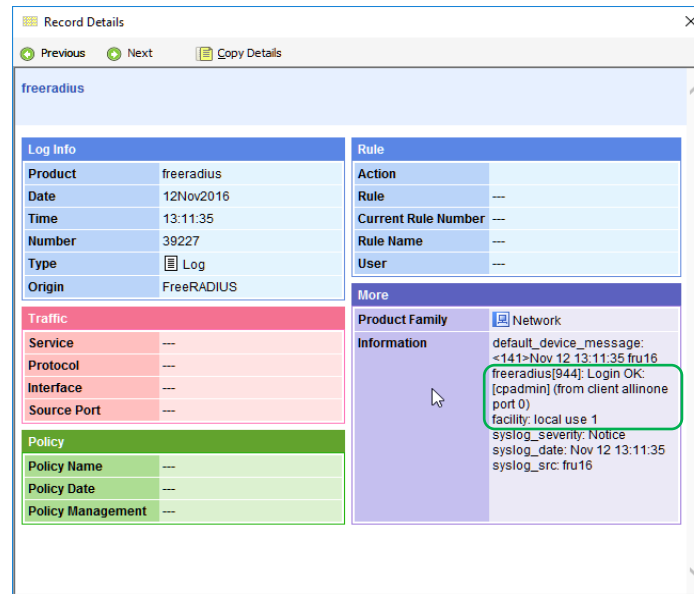 Record Details
Previous Next Copy Details
freeradius
Log Info
Product freeradius
Date 12Nov2016
Time 13:11:35
Number 39227
Type Log
Origin FreeRADIUS
Traffic
Service ---
Protocol ---
Interface ---
Source Port ---
Policy
Policy Name ---
Policy Date ---
Policy Management ---
Rule
Action
Rule ---
Current Rule Number ---
Rule Name ---
User ---
More
Product Family Network
Information default_device_message:
<141>Nov 12 13:11:35 fru16
freeradius[944]: Login OK:
[cpadmin] (from client allinone
port 0)
facility: local use 1
syslog_severity: Notice
syslog_date: Nov 12 13:11:35
syslog_src: fru16